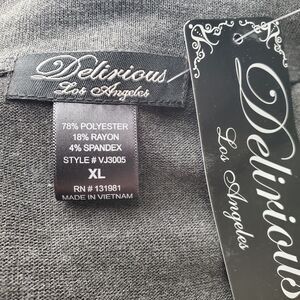 Delirious
Los Angeles
78% POLYESTER
18% RAYON
4% SPANDEX
STYLE # VJ3005
XL
RN # 131981
MADE IN VIETNAM
Delirious
Los Angeles